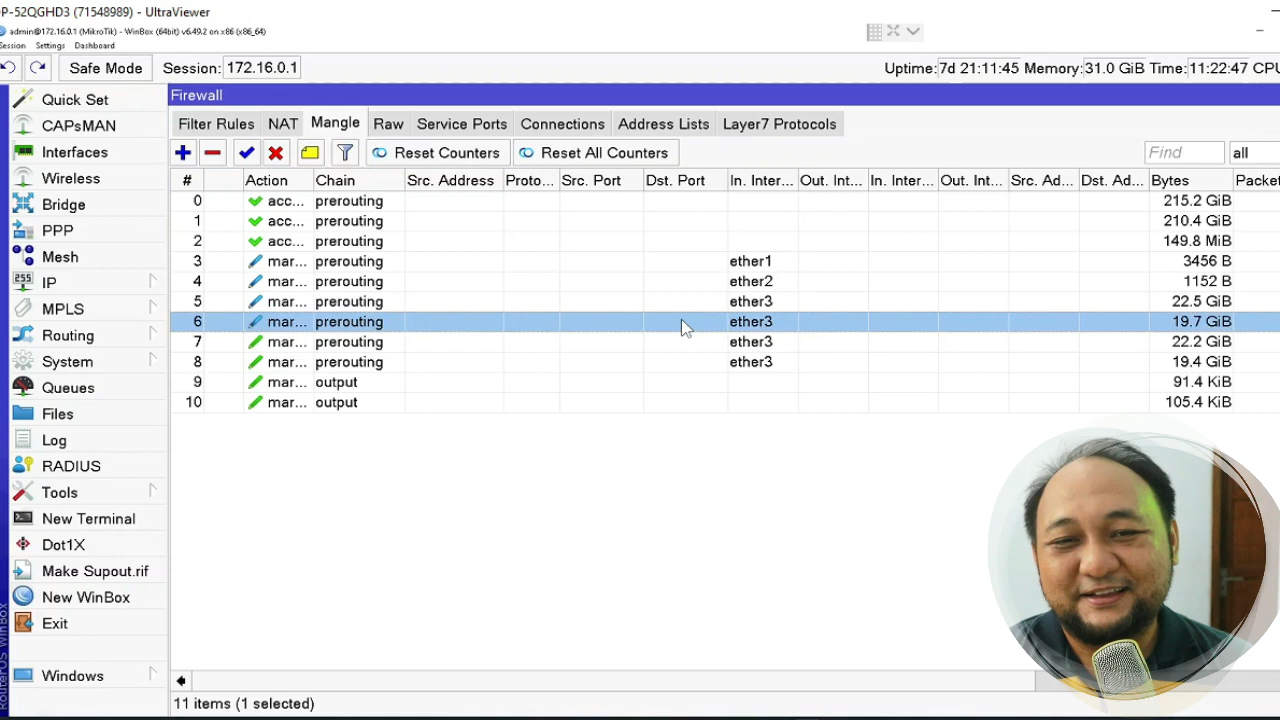 P-52QGHD3 (71548989) - UltraViewer
admin@172.16.0.1 (MikroTik) - WinBox (64bit) v6.49.2 on x86 (x86_64)
Session Settings Dashboard
Safe Mode Session: 172.16.0.1 Uptime: 7d 21:11:45 Memory: 31.0 GiB Time: 11:22:47 CPU
Quick Set
CAPsMAN
Interfaces
Wireless
Bridge
PPP
Mesh
IP
MPLS
Routing
System
Queues
Files
Log
RADIUS
Tools
New Terminal
Dot1X
Make Supout.rif
New WinBox
Exit
Windows
RouterOS WinBox
Firewall
Filter Rules NAT Mangle Raw Service Ports Connections Address Lists Layer7 Protocols
Reset Counters Reset All Counters Find all
# Action Chain Src. Address Proto... Src. Port Dst. Port In. Inter... Out. Int... In. Inter... Out. Int... Src. Ad... Dst. Ad... Bytes Packet
0 acc... prerouting 215.2 GiB
1 acc... prerouting 210.4 GiB
2 acc... prerouting 149.8 MiB
3 mar... prerouting ether1 3456 B
4 mar... prerouting ether2 1152 B
5 mar... prerouting ether3 22.5 GiB
6 mar... prerouting ether3 19.7 GiB
7 mar... prerouting ether3 22.2 GiB
8 mar... prerouting ether3 19.4 GiB
9 mar... output 91.4 KiB
10 mar... output 105.4 KiB
11 items (1 selected)